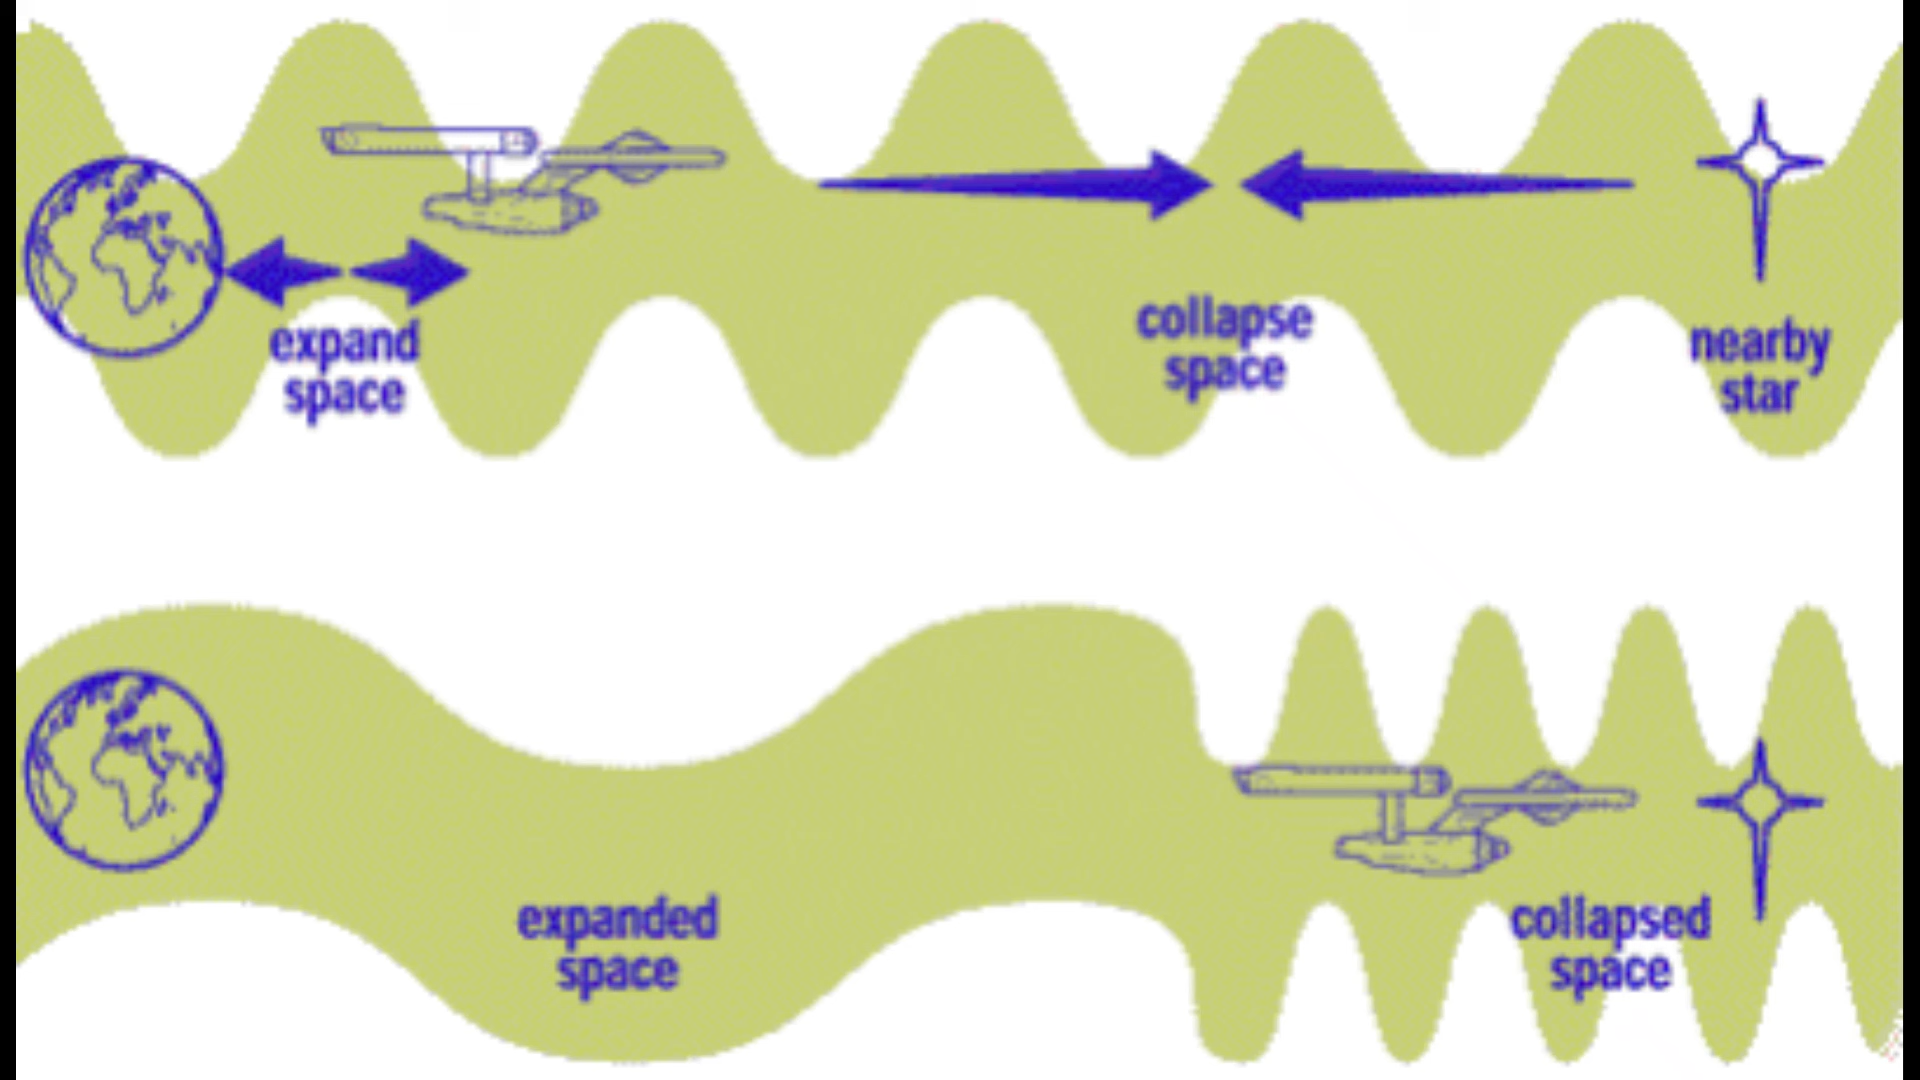 expand
space
collapse
space
nearby
star
expanded
space
collapsed
space